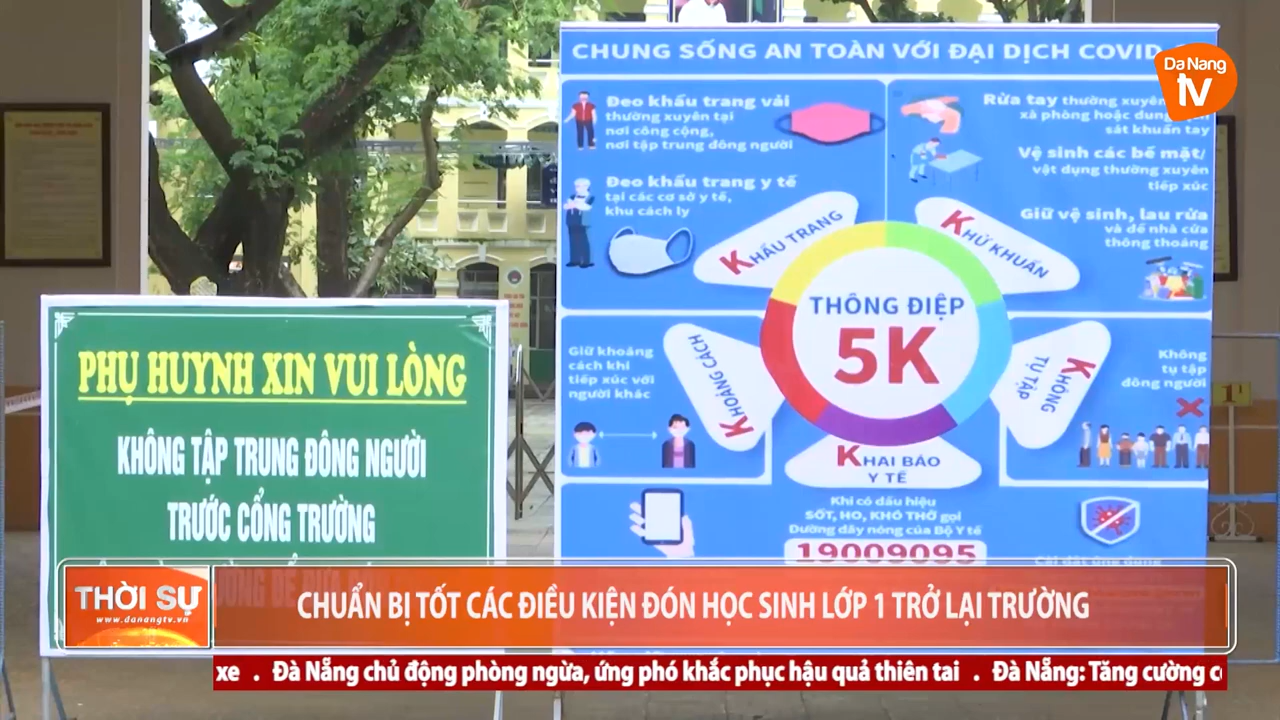 CHUNG SỐNG AN TOÀN VỚI ĐẠI DỊCH COVID
Da Nang
tv
Đeo khẩu trang vải
thường xuyên tại
nơi công cộng,
nơi tập trung đông người
Đeo khẩu trang y tế
tại các cơ sở y tế,
khu cách ly
Rửa tay thường xuyên
xà phòng hoặc dung
sát khuẩn tay
Vệ sinh các bề mặt/
vật dụng thường xuyên
tiếp xúc
Giữ vệ sinh, lau rửa
và để nhà cửa
thông thoáng
KHẨU TRANG
KHỬ KHUẨN
THÔNG ĐIỆP
5K
KHOẢNG CÁCH
KHÔNG
TỤ TẬP
KHAI BÁO
Y TẾ
Giữ khoảng
cách khi
tiếp xúc với
người khác
Không
tụ tập
đông người
Khi có dấu hiệu
SỐT, HO, KHÓ THỞ gọi
Đường dây nóng của Bộ Y tế
19009095
PHỤ HUYNH XIN VUI LÒNG
KHÔNG TẬP TRUNG ĐÔNG NGƯỜI
TRƯỚC CỔNG TRƯỜNG
THỜI SỰ
www.danangtv.vn
CHUẨN BỊ TỐT CÁC ĐIỀU KIỆN ĐÓN HỌC SINH LỚP 1 TRỞ LẠI TRƯỜNG
xe . Đà Nẵng chủ động phòng ngừa, ứng phó khắc phục hậu quả thiên tai . Đà Nẵng: Tăng cường